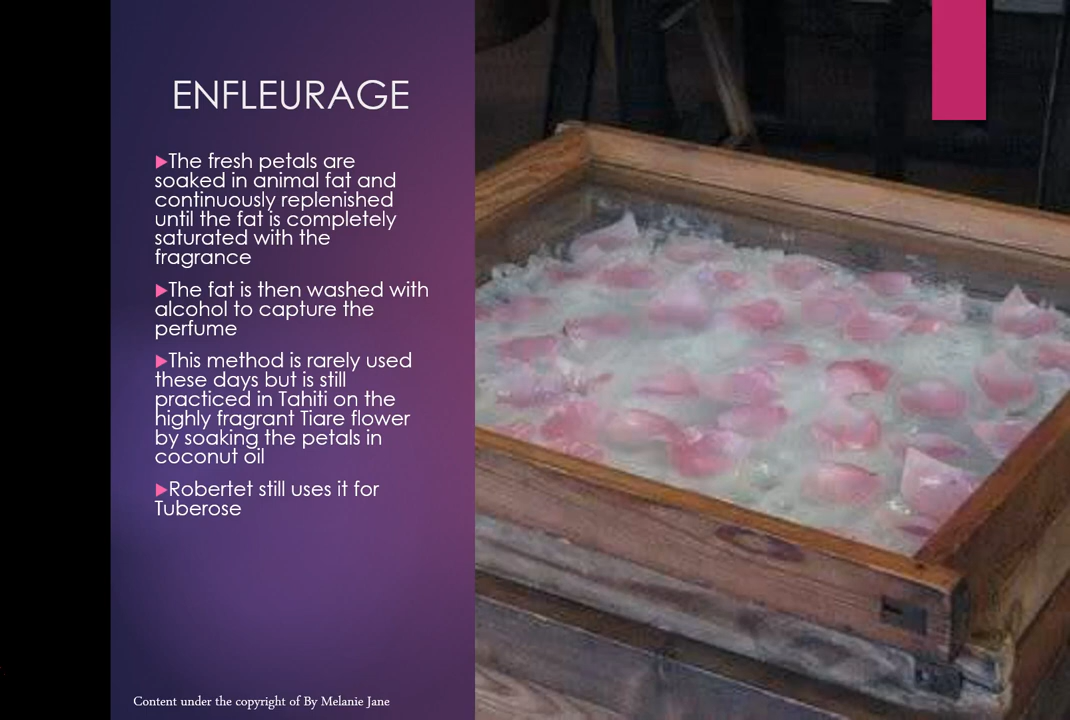 ENFLEURAGE
▶The fresh petals are
soaked in animal fat and
continuously replenished
until the fat is completely
saturated with the
fragrance
▶The fat is then washed with
alcohol to capture the
perfume
▶This method is rarely used
these days but is still
practiced in Tahiti on the
highly fragrant Tiare flower
by soaking the petals in
coconut oil
▶Robertet still uses it for
Tuberose
Content under the copyright of By Melanie Jane